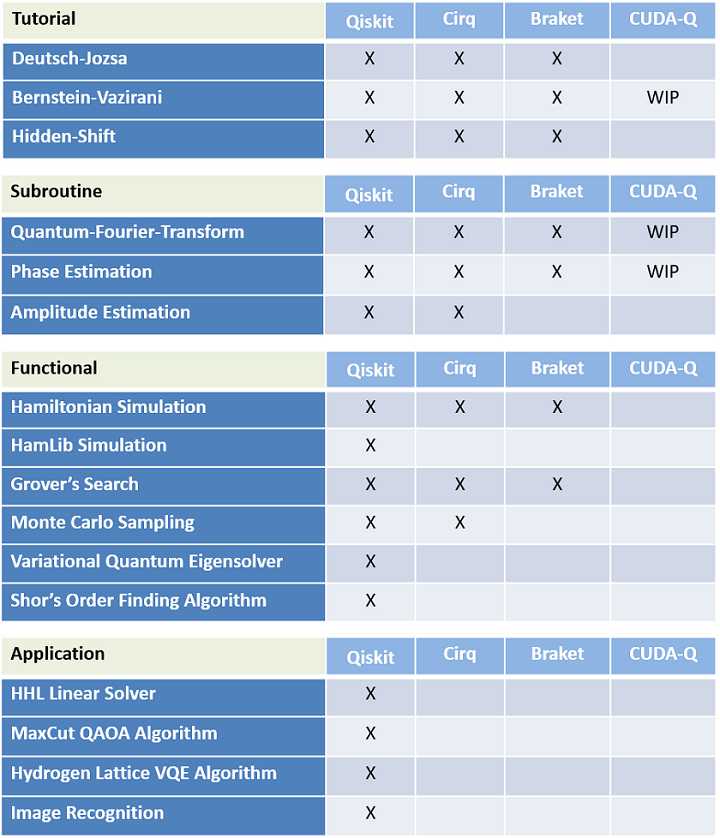 Tutorial Qiskit Cirq Braket CUDA-Q
Deutsch-Jozsa X X X
Bernstein-Vazirani X X X WIP
Hidden-Shift X X X
Subroutine Qiskit Cirq Braket CUDA-Q
Quantum-Fourier-Transform X X X WIP
Phase Estimation X X X WIP
Amplitude Estimation X X
Functional Qiskit Cirq Braket CUDA-Q
Hamiltonian Simulation X X X
HamLib Simulation X
Grover’s Search X X X
Monte Carlo Sampling X X
Variational Quantum Eigensolver X
Shor’s Order Finding Algorithm X
Application Qiskit Cirq Braket CUDA-Q
HHL Linear Solver X
MaxCut QAOA Algorithm X
Hydrogen Lattice VQE Algorithm X
Image Recognition X